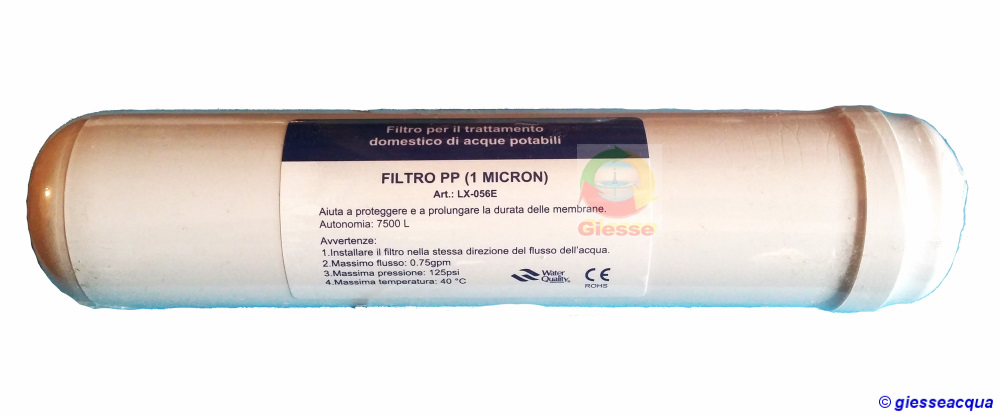 Filtro per il trattamento
domestico di acque potabili
FILTRO PP (1 MICRON)
Art.: LX-056E
Aiuta a proteggere e a prolungare la durata delle membrane.
Autonomia: 7500 L
Giesse
Avvertenze:
1.Installare il filtro nella stessa direzione del flusso dell'acqua.
2.Massimo flusso: 0.75gpm
3.Massima pressione: 125psi
4.Massima temperatura: 40 °C
Water
Quality
CE
ROHS
© giesseacqua